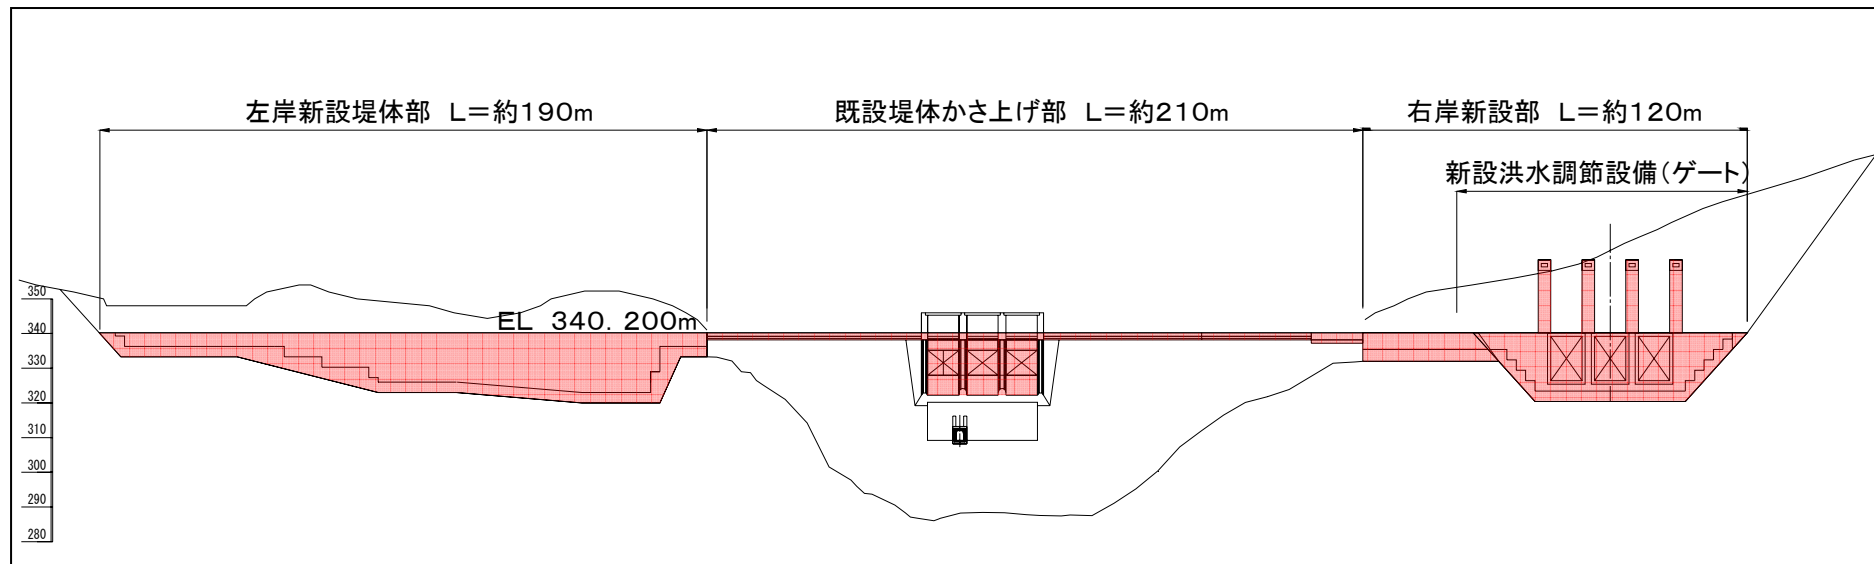 左岸新設堤体部 L=約190m
既設堤体かさ上げ部 L=約210m
右岸新設部 L=約120m
新設洪水調節設備(ゲート)
EL 340.200m
350
340
330
320
310
300
290
280